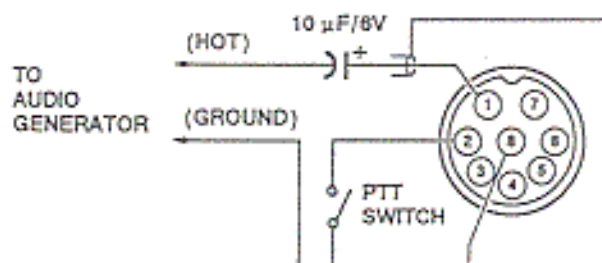 10 µF/6V
(HOT)
+
TO
AUDIO
GENERATOR
(GROUND)
PTT
SWITCH
1
7
2
8
6
3
5
4